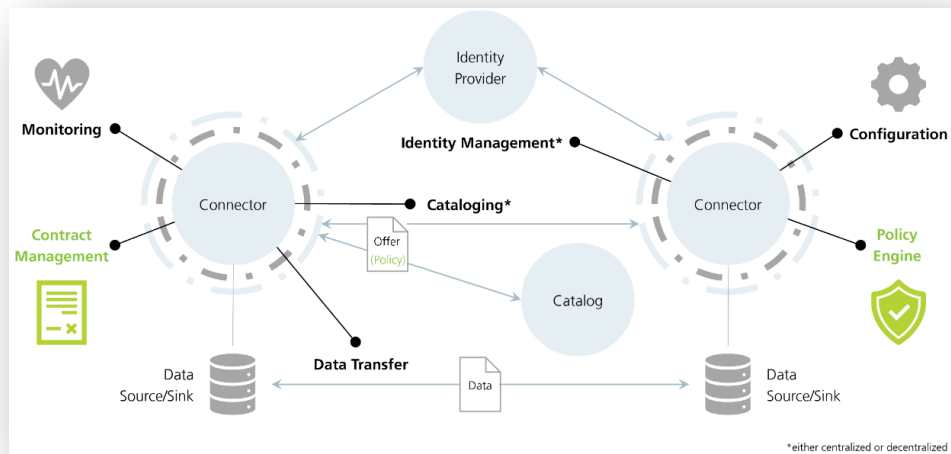 Identity
Provider
Monitoring
Configuration
Identity Management*
Connector
Cataloging*
Connector
Contract
Management
Offer
(Policy)
Policy
Engine
Catalog
Data Transfer
Data
Source/Sink
Data
Data
Source/Sink
*either centralized or decentralized